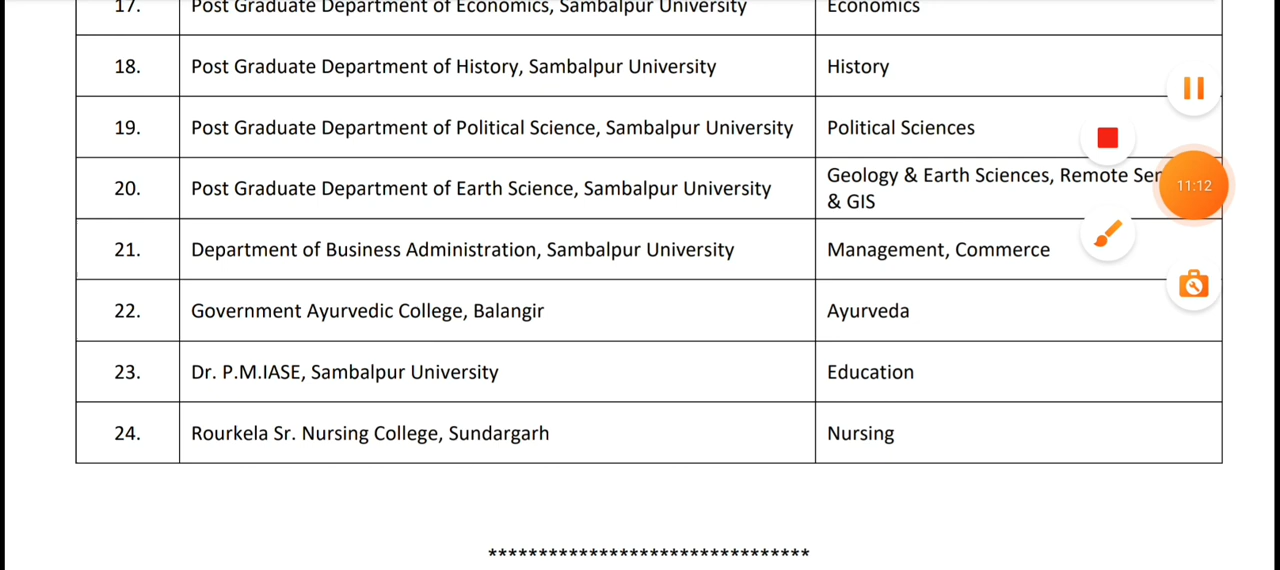 17. Post Graduate Department of Economics, Sambalpur University Economics
18. Post Graduate Department of History, Sambalpur University History
19. Post Graduate Department of Political Science, Sambalpur University Political Sciences
20. Post Graduate Department of Earth Science, Sambalpur University Geology & Earth Sciences, Remote
& GIS
21. Department of Business Administration, Sambalpur University Management, Commerce
22. Government Ayurvedic College, Balangir Ayurveda
23. Dr. P.M.IASE, Sambalpur University Education
24. Rourkela Sr. Nursing College, Sundargarh Nursing
********************************
11:12